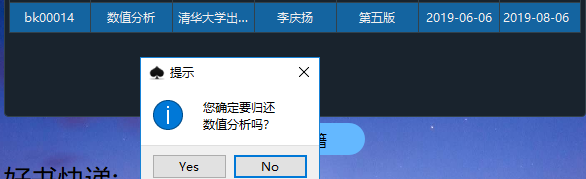 bk00014 数值分析 清华大学出... 李庆扬 第五版 2019-06-06 2019-08-06
提示
您确定要归还
数值分析吗?
籍
Yes No
好书快递: